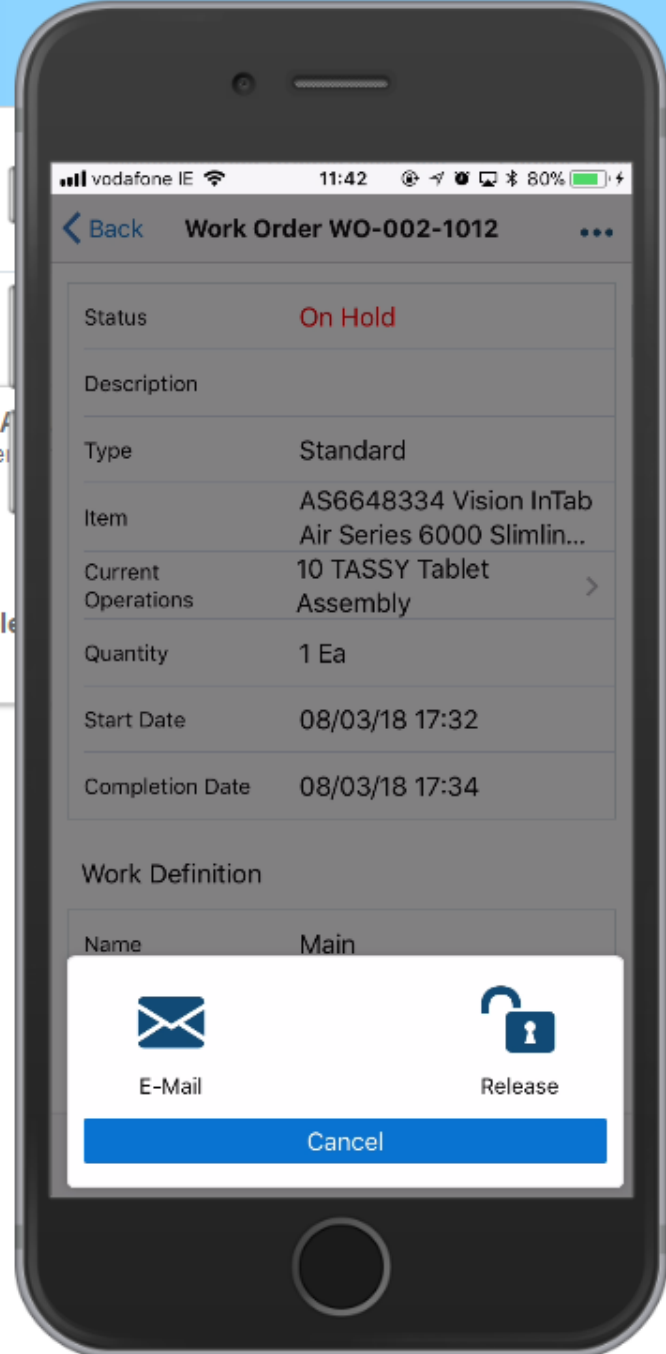 vodafone IE 11:42 80%
Back Work Order WO-002-1012
Status On Hold
Description
Type Standard
Item AS6648334 Vision InTab
Air Series 6000 Slimlin...
Current Operations 10 TASSY Tablet
Assembly
Quantity 1 Ea
Start Date 08/03/18 17:32
Completion Date 08/03/18 17:34
Work Definition
Name Main
E-Mail Release
Cancel